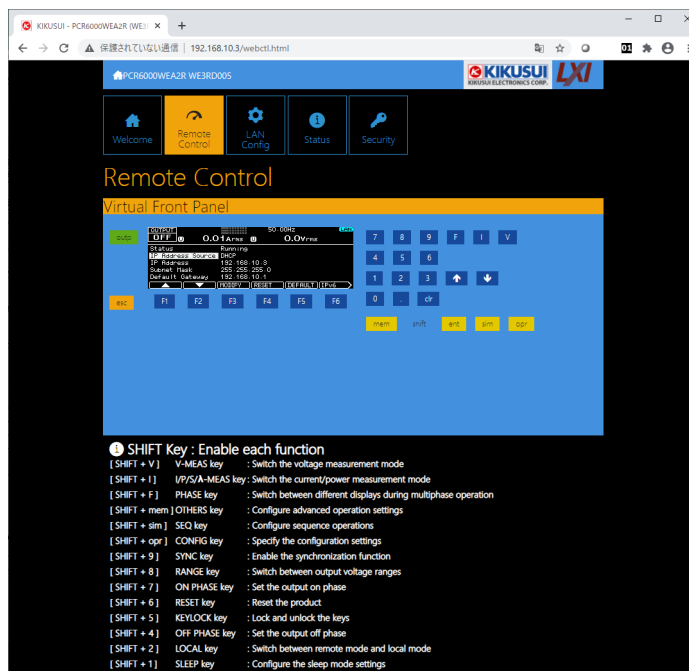 KIKUSUI - PCR6000WEA2R (WE3
保護されていない通信 | 192.168.10.3/webctl.html
PCR6000WEA2R WE3RD005
KIKUSUI
KIKUSUI ELECTRONICS CORP.
LXI
Welcome
Remote Control
LAN Config
Status
Security
Remote Control
Virtual Front Panel
outp
OUTPUT 50.00Hz LAN
OFF 0.01Arms 0.0Vrms
Status Running
IP Address Source DHCP
IP Address 192.168.10.3
Subnet Mask 255.255.255.0
Default Gateway 192.168.10.1
MODIFY RESET DEFAULT IPv6
esc F1 F2 F3 F4 F5 F6
7 8 9 F I V
4 5 6
1 2 3
0 . clr
mem shift ent sim opr
SHIFT Key : Enable each function
[ SHIFT + V ] V-MEAS key : Switch the voltage measurement mode
[ SHIFT + I ] I/P/S/λ-MEAS key : Switch the current/power measurement mode
[ SHIFT + F ] PHASE key : Switch between different displays during multiphase operation
[ SHIFT + mem ] OTHERS key : Configure advanced operation settings
[ SHIFT + sim ] SEQ key : Configure sequence operations
[ SHIFT + opr ] CONFIG key : Specify the configuration settings
[ SHIFT + 9 ] SYNC key : Enable the synchronization function
[ SHIFT + 8 ] RANGE key : Switch between output voltage ranges
[ SHIFT + 7 ] ON PHASE key : Set the output on phase
[ SHIFT + 6 ] RESET key : Reset the product
[ SHIFT + 5 ] KEYLOCK key : Lock and unlock the keys
[ SHIFT + 4 ] OFF PHASE key : Set the output off phase
[ SHIFT + 2 ] LOCAL key : Switch between remote mode and local mode
[ SHIFT + 1 ] SLEEP key : Configure the sleep mode settings